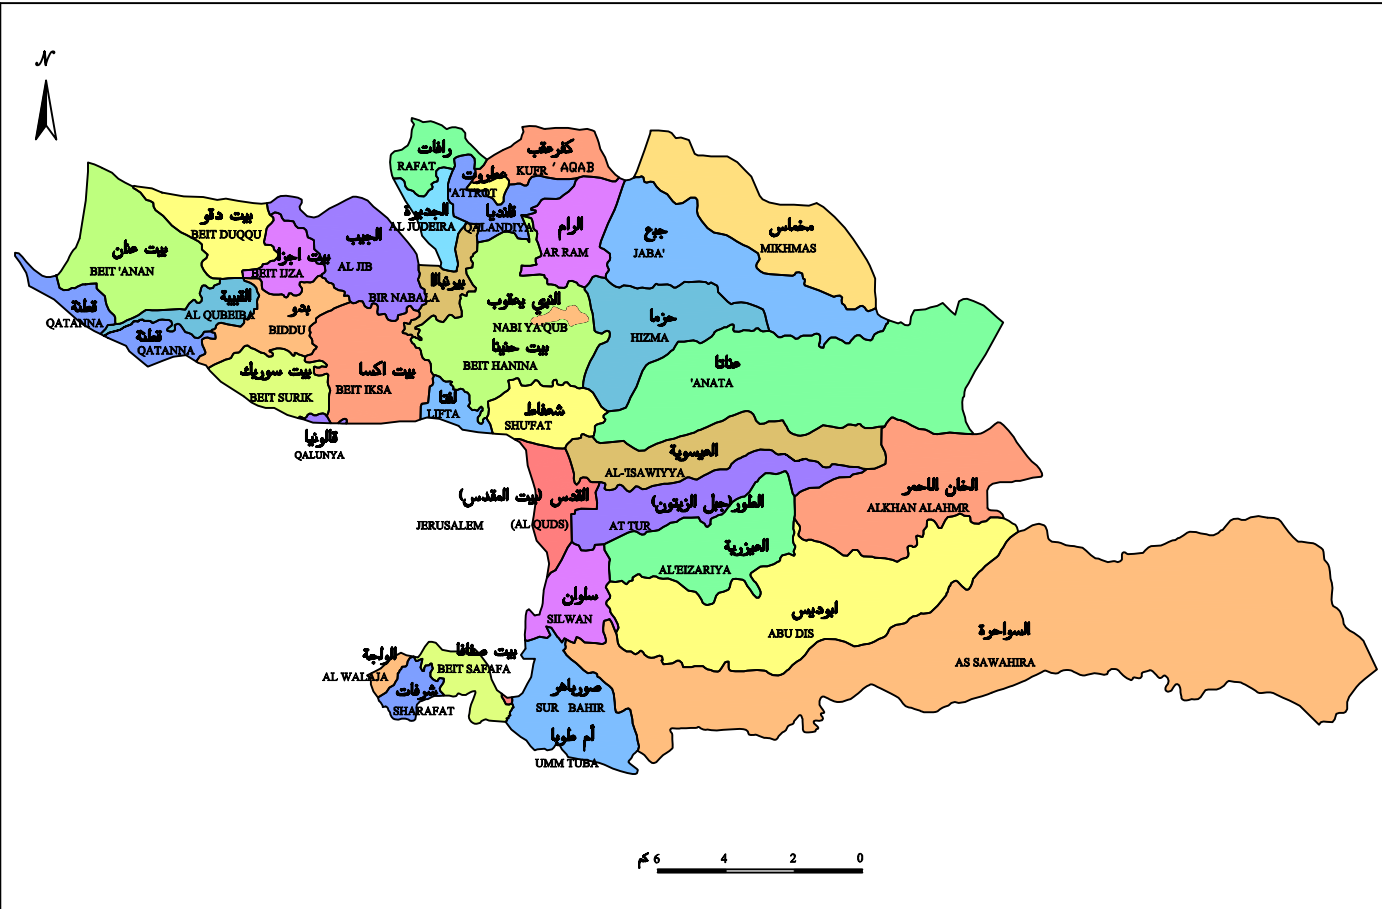 N
رافات
RAFAT
كفرعقب
KUFR ' AQAB
عطروت
'ATTROT
الجديرة
AL JUDEIRA
قلنديا
QALANDIYA
الرام
AR RAM
جبع
JABA'
مخماس
MIKHMAS
بيت دقو
BEIT DUQQU
الجيب
AL JIB
بيت عنان
BEIT 'ANAN
بيت اجزا
BEIT IJZA
بيرنبالا
BIR NABALA
القبيبة
AL QUBEIBA
قطنة
QATANNA
قطنة
QATANNA
بدو
BIDDU
النبي يعقوب
NABI YA'QUB
بيت حنينا
BEIT HANINA
حزما
HIZMA
عناتا
'ANATA
بيت سوريك
BEIT SURIK
بيت اكسا
BEIT IKSA
لفتا
LIFTA
شعفاط
SHU'FAT
قالونيا
QALUNYA
العيسوية
AL-'ISAWIYYA
القدس (بيت المقدس)
JERUSALEM (AL QUDS)
الطور(جبل الزيتون)
AT TUR
الخان الاحمر
ALKHAN ALAHMR
العيزرية
AL'EIZARIYA
سلوان
SILWAN
ابوديس
ABU DIS
السواحرة
AS SAWAHIRA
الولجة
AL WALAJA
بيت صفافا
BEIT SAFAFA
شرفات
SHARAFAT
صورباهر
SUR BAHIR
أم طوبا
UMM TUBA
كم 6 4 2 0